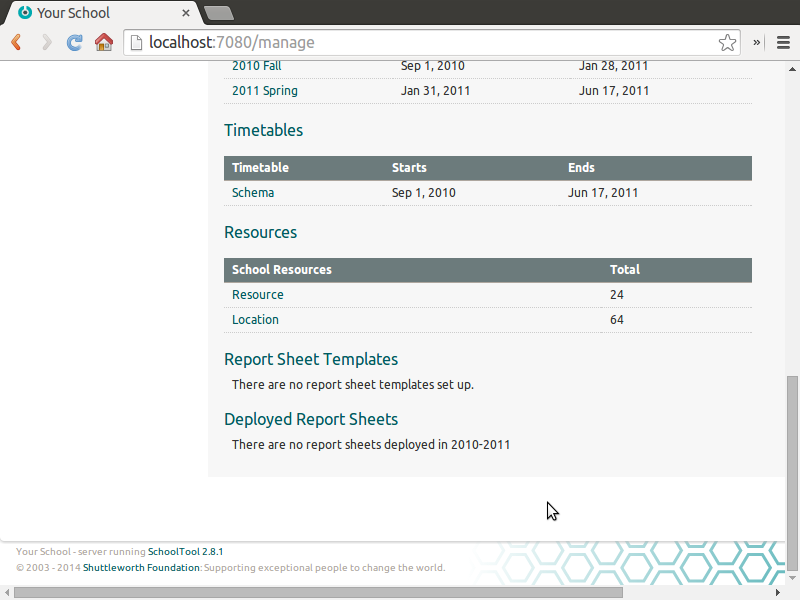 Your School
localhost:7080/manage
2010 Fall Sep 1, 2010 Jan 28, 2011
2011 Spring Jan 31, 2011 Jun 17, 2011
Timetables
Timetable Starts Ends
Schema Sep 1, 2010 Jun 17, 2011
Resources
School Resources Total
Resource 24
Location 64
Report Sheet Templates
There are no report sheet templates set up.
Deployed Report Sheets
There are no report sheets deployed in 2010-2011
Your School - server running SchoolTool 2.8.1
© 2003 - 2014 Shuttleworth Foundation: Supporting exceptional people to change the world.